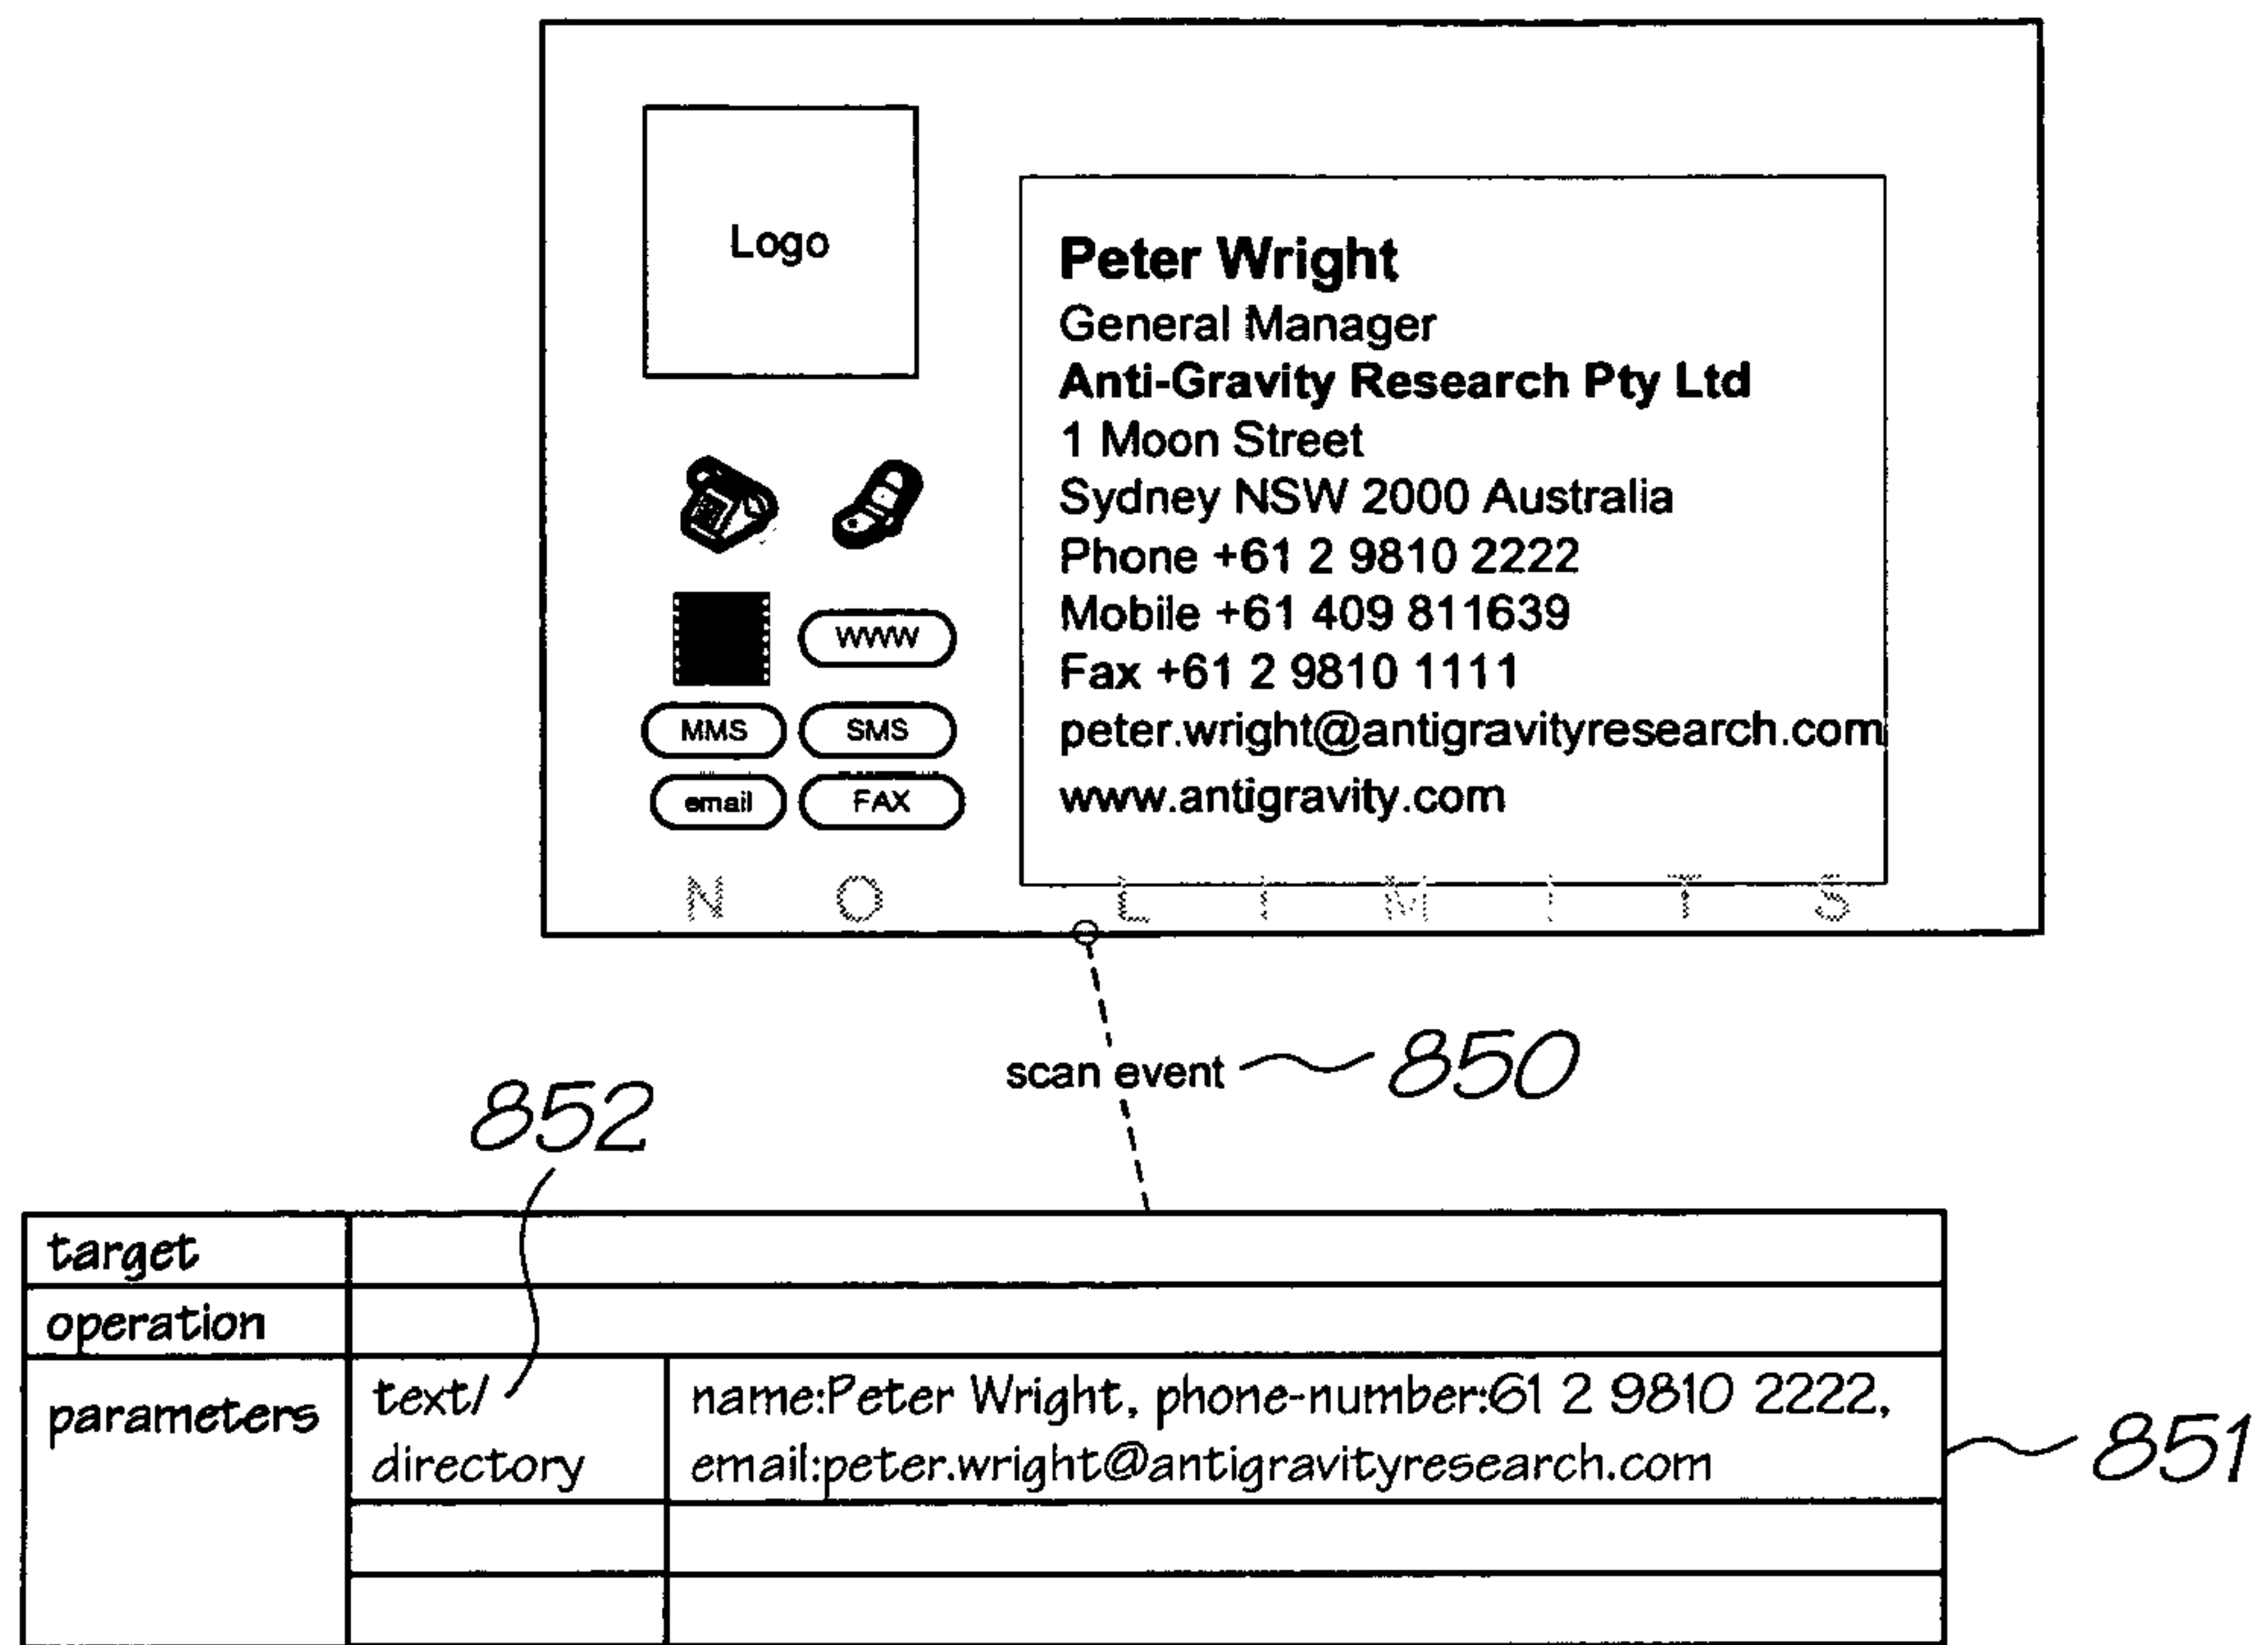 Logo
Peter Wright
General Manager
Anti-Gravity Research Pty Ltd
1 Moon Street
Sydney NSW 2000 Australia
Phone +61 2 9810 2222
Mobile +61 409 811639
Fax +61 2 9810 1111
peter.wright@antigravityresearch.com
www.antigravity.com
WWW
MMS SMS
email FAX
N O L I M I T S
scan event 850
852
target
operation
parameters
text/
directory
name:Peter Wright, phone-number:61 2 9810 2222,
email:peter.wright@antigravityresearch.com
851